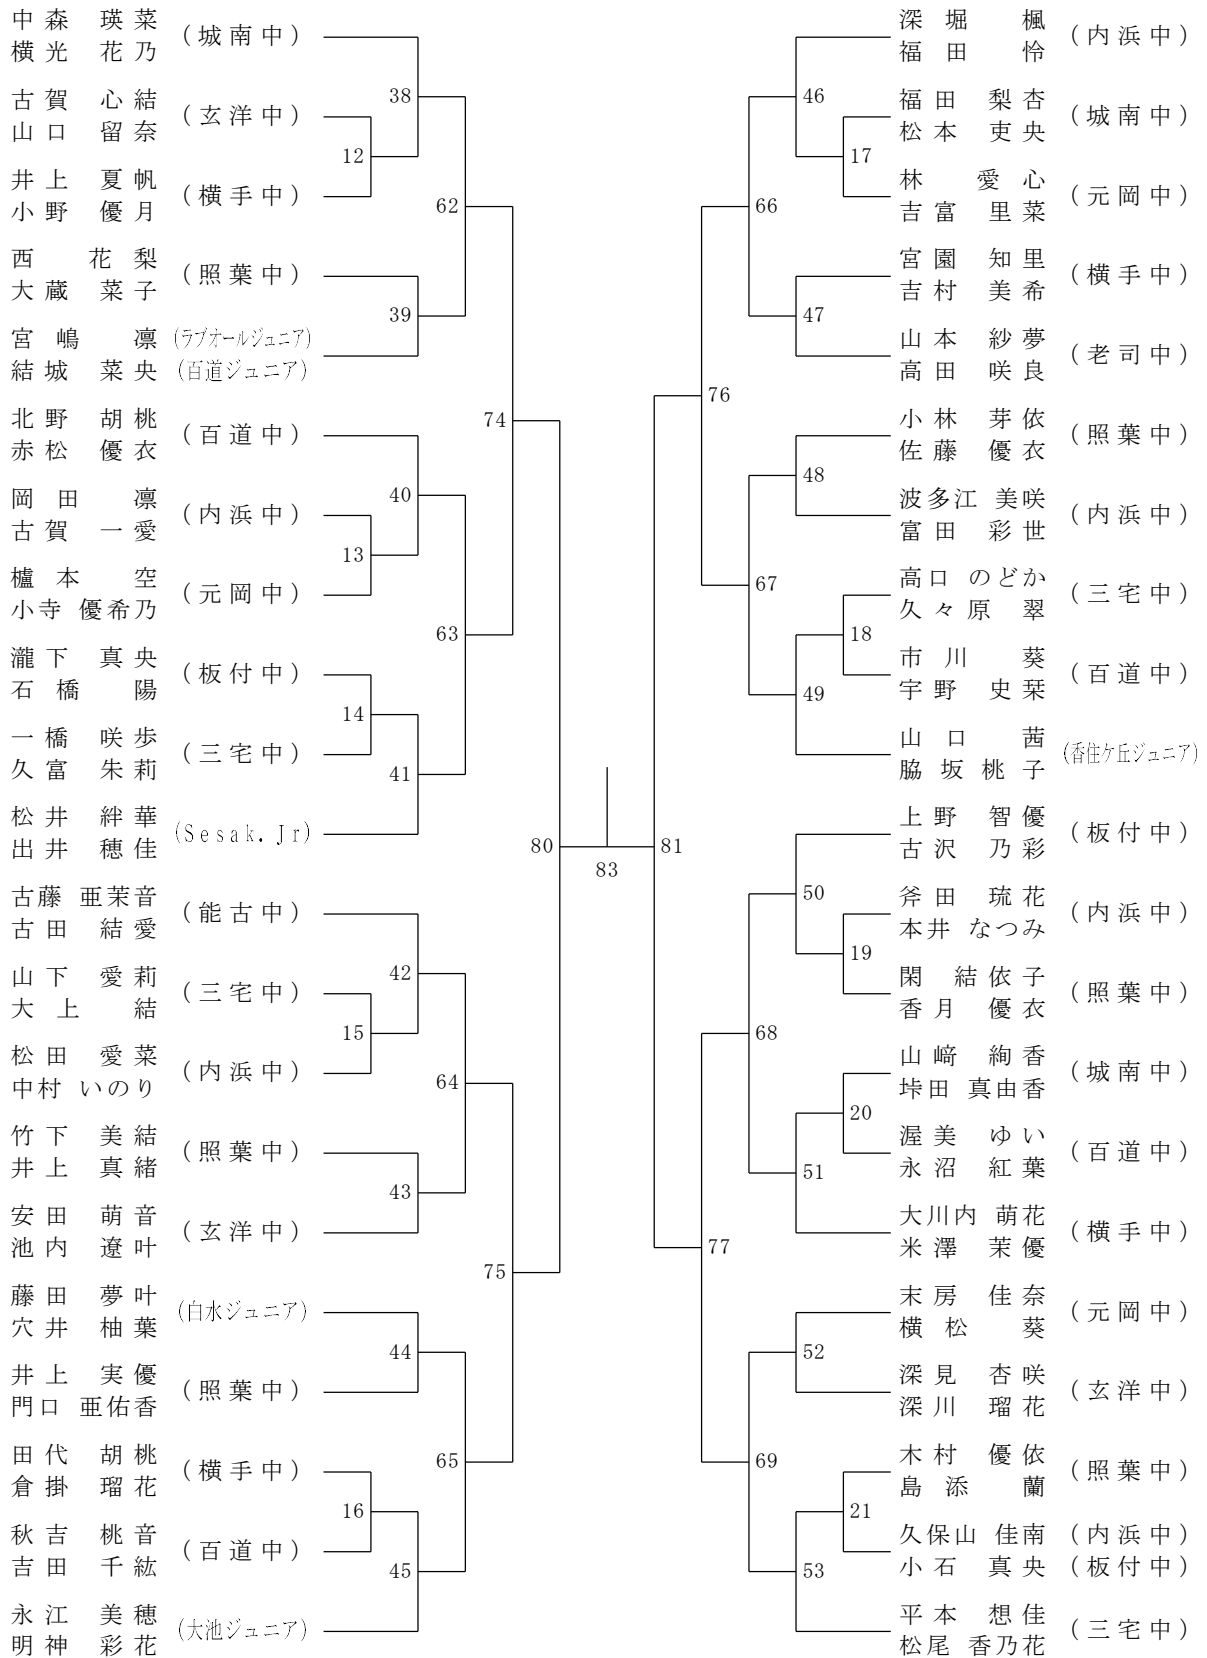 中森 瑛菜
横光 花乃
(城南中)
古賀 心結
山口 留奈
(玄洋中)
井上 夏帆
小野 優月
(横手中)
西 花梨
大蔵 菜子
(照葉中)
宮嶋 凛 (ラブオールジュニア)
結城 菜央 (百道ジュニア)
北野 胡桃
赤松 優衣
(百道中)
岡田 凛
古賀 一愛
(内浜中)
櫨本 空
小寺 優希乃
(元岡中)
瀧下 真央
石橋 陽
(板付中)
一橋 咲歩
久富 朱莉
(三宅中)
松井 絆華
出井 穂佳
(Sesak.Jr)
古藤 亜茉音
古田 結愛
(能古中)
山下 愛莉
大上 結
(三宅中)
松田 愛菜
中村 いのり
(内浜中)
竹下 美結
井上 真緒
(照葉中)
安田 萌音
池内 遼叶
(玄洋中)
藤田 夢叶
穴井 柚葉
(白水ジュニア)
井上 実優
門口 亜佑香
(照葉中)
田代 胡桃
倉掛 瑠花
(横手中)
秋吉 桃音
吉田 千紘
(百道中)
永江 美穂
明神 彩花
(大池ジュニア)
38
12
62
39
74
40
13
63
14
41
80
42
15
64
43
75
44
65
16
45
83
81
46
17
66
47
76
48
67
18
49
50
19
68
20
51
77
52
69
21
53
深堀 楓
福田 怜
(内浜中)
福田 梨杏
松本 吏央
(城南中)
林 愛心
吉富 里菜
(元岡中)
宮園 知里
吉村 美希
(横手中)
山本 紗夢
高田 咲良
(老司中)
小林 芽依
佐藤 優衣
(照葉中)
波多江 美咲
富田 彩世
(内浜中)
高口 のどか
久々原 翠
(三宅中)
市川 葵
宇野 史栞
(百道中)
山口 茜
脇坂 桃子
(香住ケ丘ジュニア)
上野 智優
古沢 乃彩
(板付中)
斧田 琉花
本井 なつみ
(内浜中)
閑 結依子
香月 優衣
(照葉中)
山﨑 絢香
垰田 真由香
(城南中)
渥美 ゆい
永沼 紅葉
(百道中)
大川内 萌花
米澤 茉優
(横手中)
末房 佳奈
横松 葵
(元岡中)
深見 杏咲
深川 瑠花
(玄洋中)
木村 優依
島添 蘭
(照葉中)
久保山 佳南 (内浜中)
小石 真央 (板付中)
平本 想佳
松尾 香乃花
(三宅中)